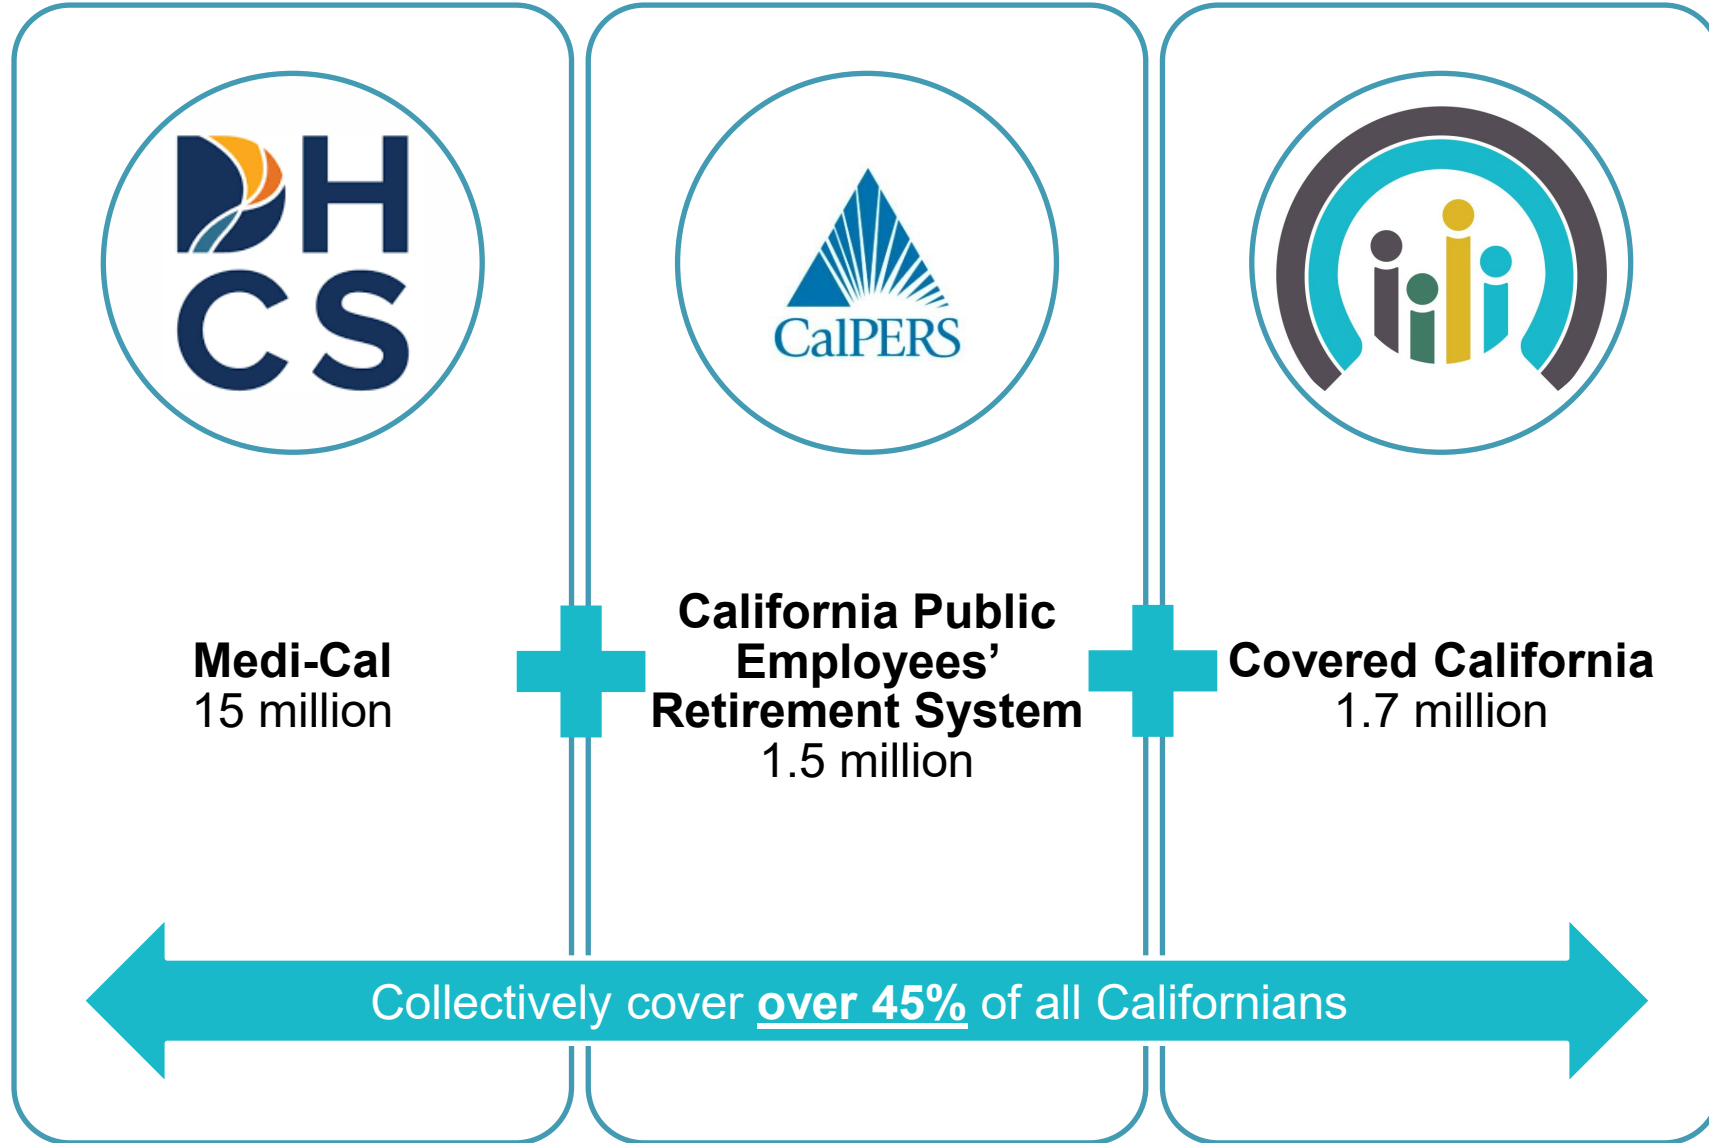 DH
CS
Medi-Cal
15 million
CalPERS
California Public
Employees’
Retirement System
1.5 million
Covered California
1.7 million
Collectively cover over 45% of all Californians